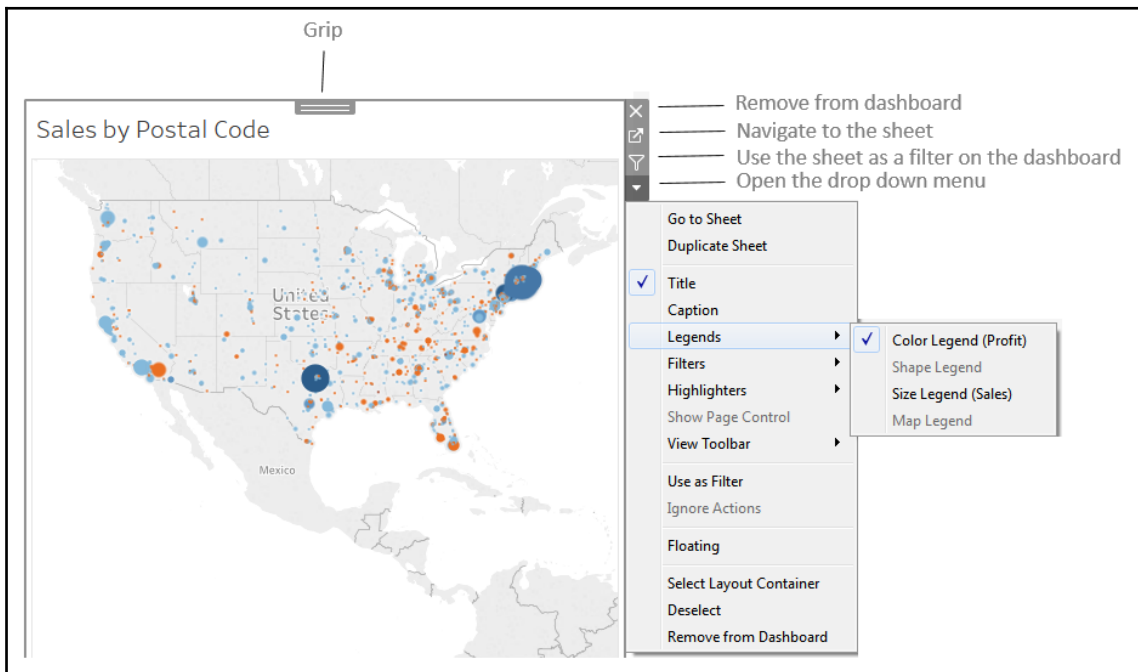 Grip
Remove from dashboard
Navigate to the sheet
Use the sheet as a filter on the dashboard
Open the drop down menu
Sales by Postal Code
United
States
Mexico
Go to Sheet
Duplicate Sheet
Title
Caption
Legends
Filters
Highlighters
Show Page Control
View Toolbar
Use as Filter
Ignore Actions
Floating
Select Layout Container
Deselect
Remove from Dashboard
Color Legend (Profit)
Shape Legend
Size Legend (Sales)
Map Legend